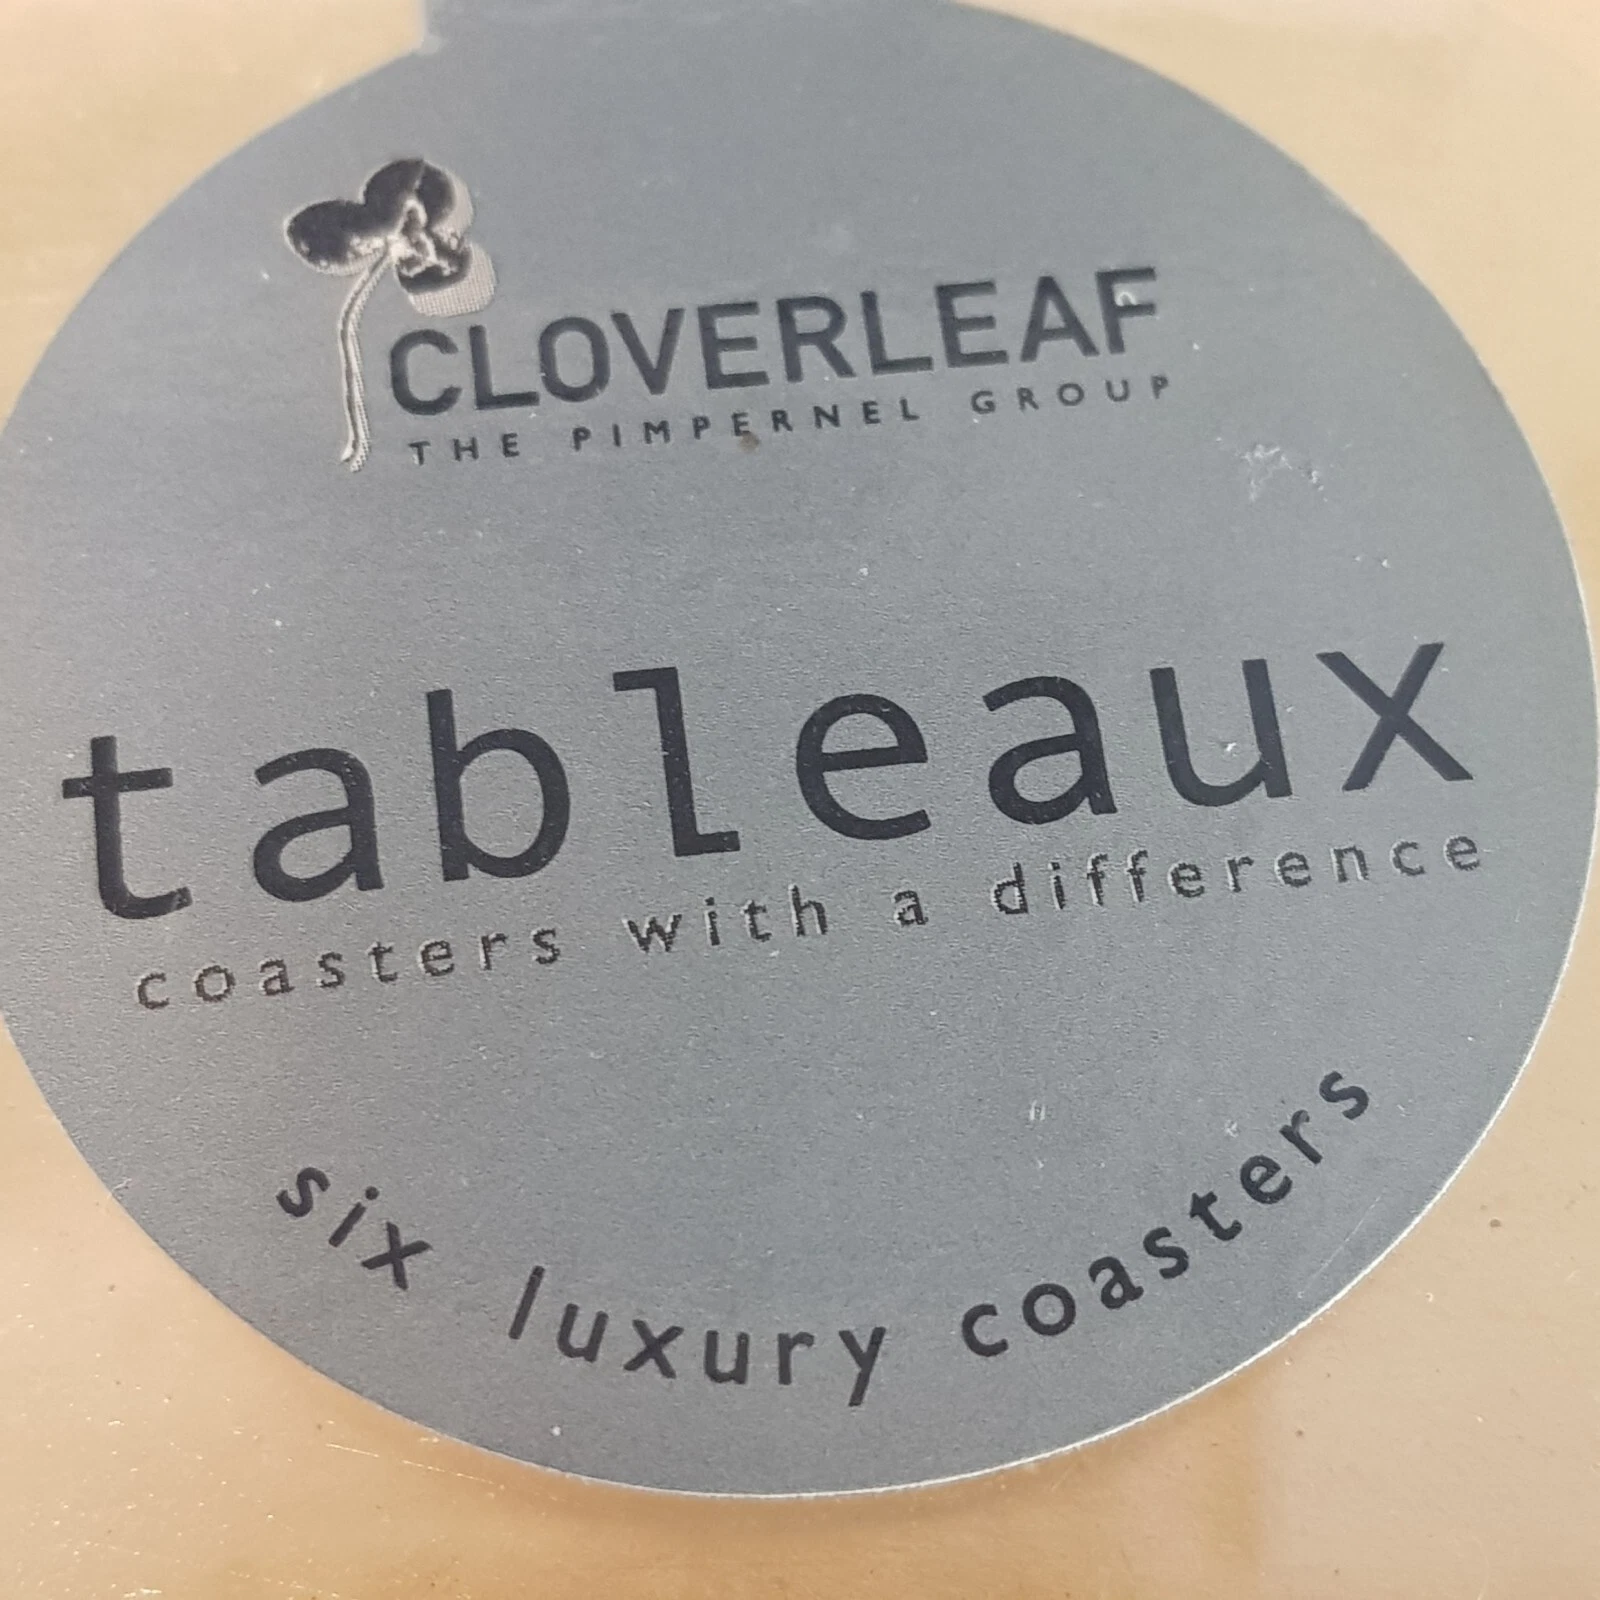 CLOVERLEAF
THE PIMPERNEL GROUP
tableaux
coasters with a difference
six luxury coasters